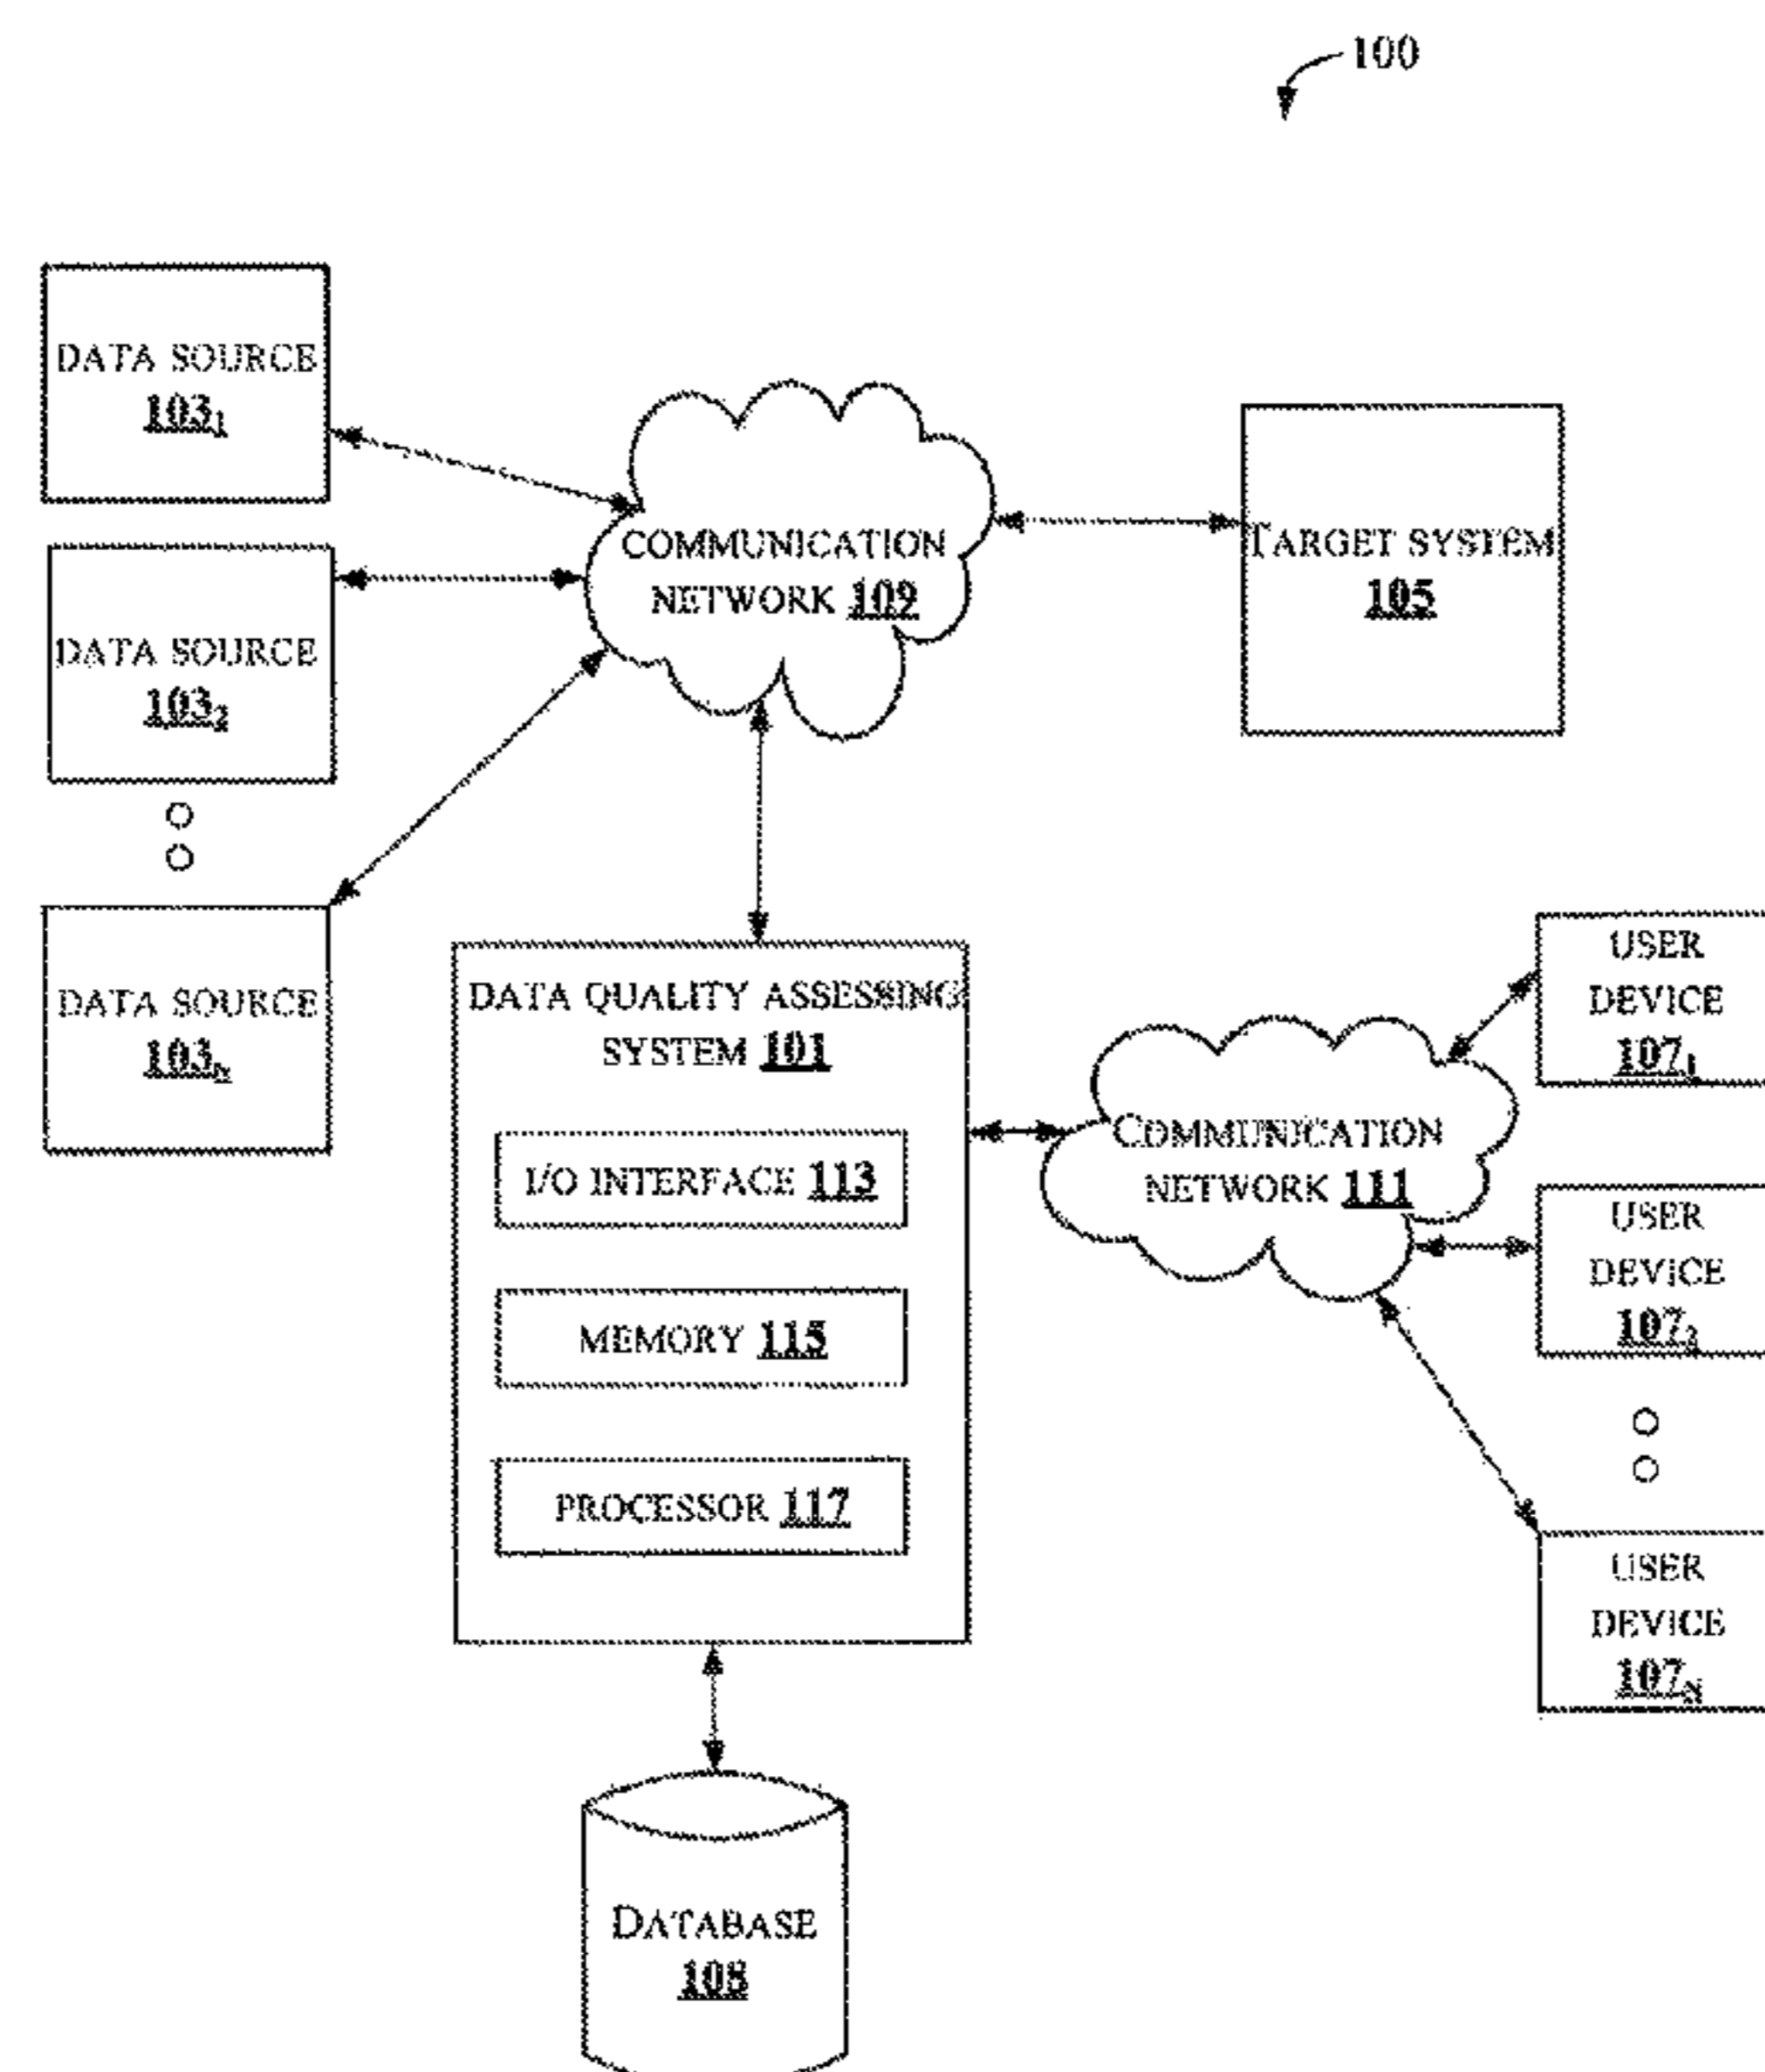 100
DATA SOURCE
103₁
COMMUNICATION
NETWORK 109
TARGET SYSTEM
105
DATA SOURCE
103₂
DATA SOURCE
103ₙ
DATA QUALITY ASSESSING
SYSTEM 101
I/O INTERFACE 113
MEMORY 115
PROCESSOR 117
COMMUNICATION
NETWORK 111
USER
DEVICE
107₁
USER
DEVICE
107₂
USER
DEVICE
107ₙ
DATABASE
108